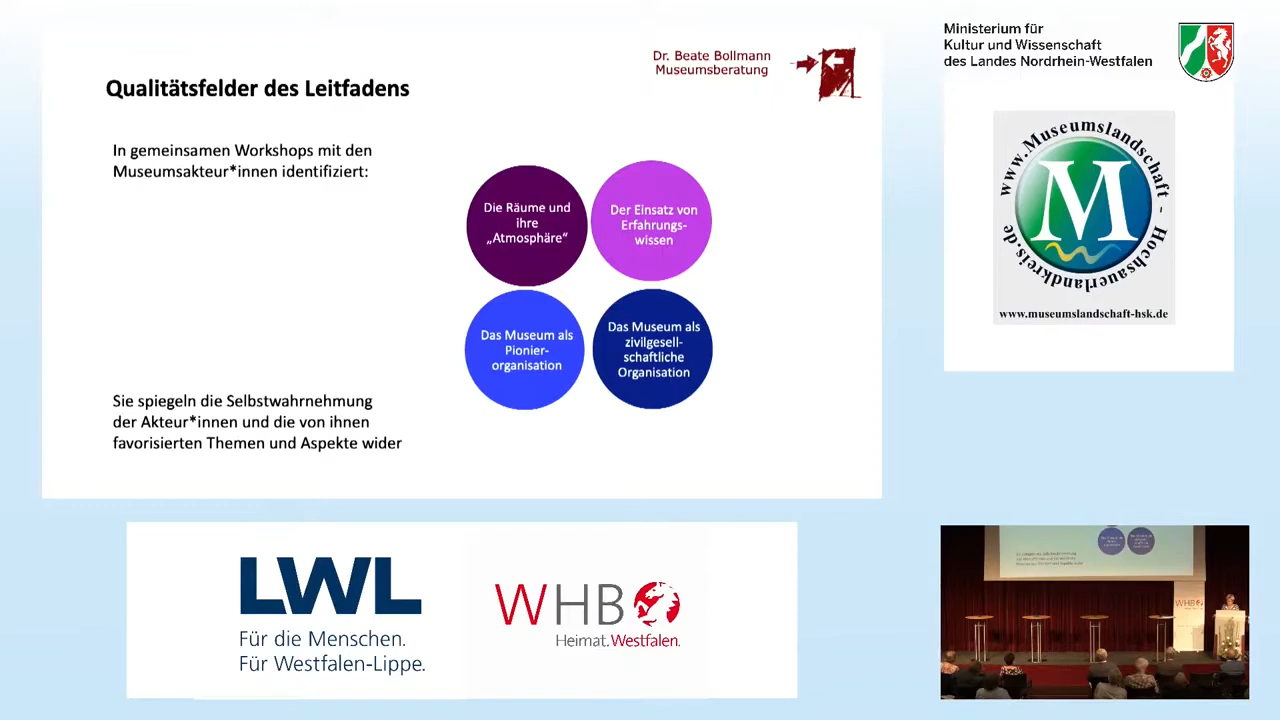 Qualitätsfelder des Leitfadens
Dr. Beate Bollmann
Museumsberatung
In gemeinsamen Workshops mit den
Museumsakteur*innen identifiziert:
Die Räume und
ihre
„Atmosphäre“
Der Einsatz von
Erfahrungs-
wissen
Das Museum als
Pionier-
organisation
Das Museum als
zivilgesell-
schaftliche
Organisation
Sie spiegeln die Selbstwahrnehmung
der Akteur*innen und die von ihnen
favorisierten Themen und Aspekte wider
Ministerium für
Kultur und Wissenschaft
des Landes Nordrhein-Westfalen
www.Museumslandschaft - Hochsauerlandkreis.de
M
www.museumslandschaft-hsk.de
LWL
Für die Menschen.
Für Westfalen-Lippe.
WHB
Heimat.Westfalen.
WHB